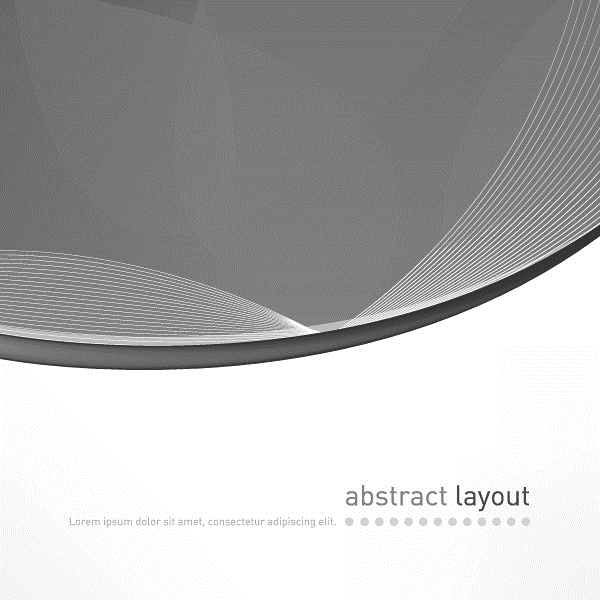 abstract layout
Lorem ipsum dolor sit amet, consectetur adipiscing elit.